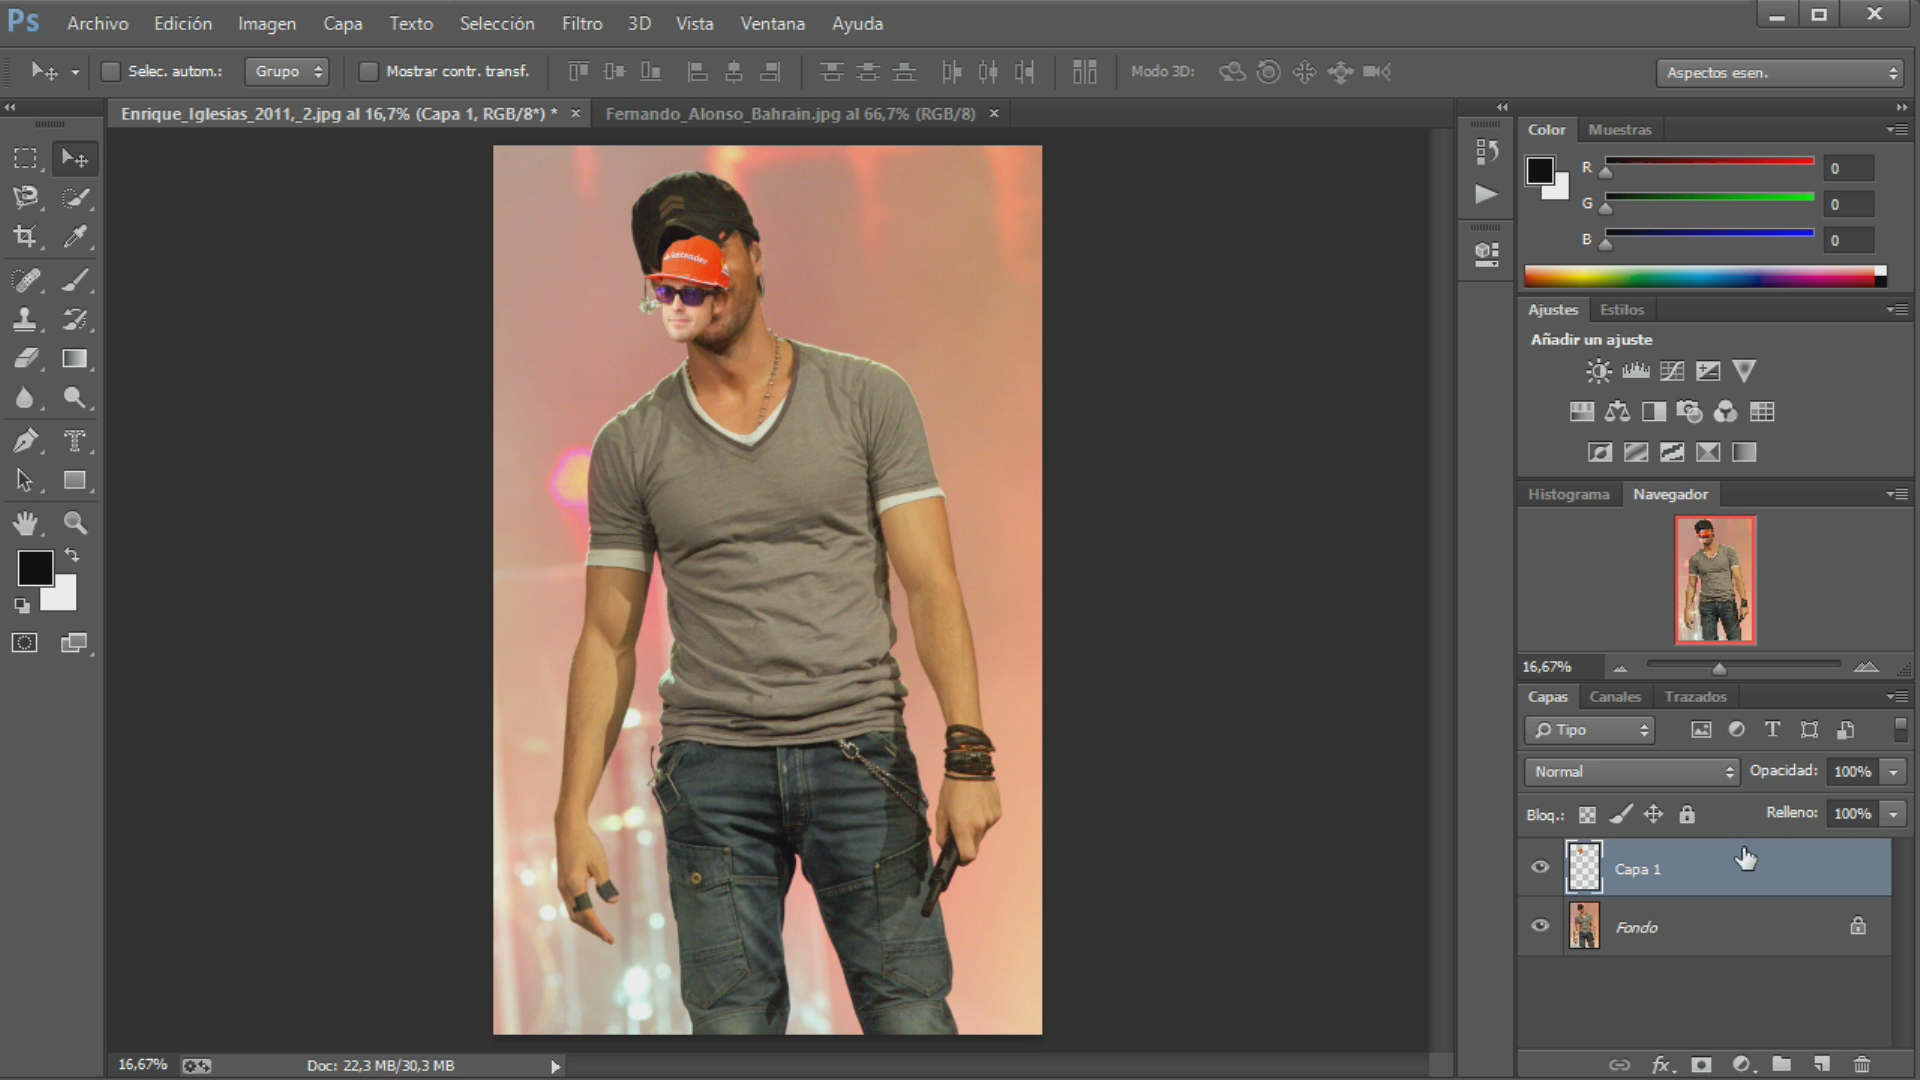 Ps Archivo Edición Imagen Capa Texto Selección Filtro 3D Vista Ventana Ayuda
Selec. autom.: Grupo Mostrar contr. transf. Modo 3D: Aspectos esen.
Enrique_Iglesias_2011,_2.jpg al 16,7% (Capa 1, RGB/8*) * × Fernando_Alonso_Bahrain.jpg al 66,7% (RGB/8) ×
Color Muestras
R 0
G 0
B 0
Ajustes Estilos
Añadir un ajuste
Santander
Histograma Navegador
16,67%
Capas Canales Trazados
Tipo
Normal Opacidad: 100%
Bloq.: Relleno: 100%
Capa 1
Fondo
16,67% Doc: 22,3 MB/30,3 MB